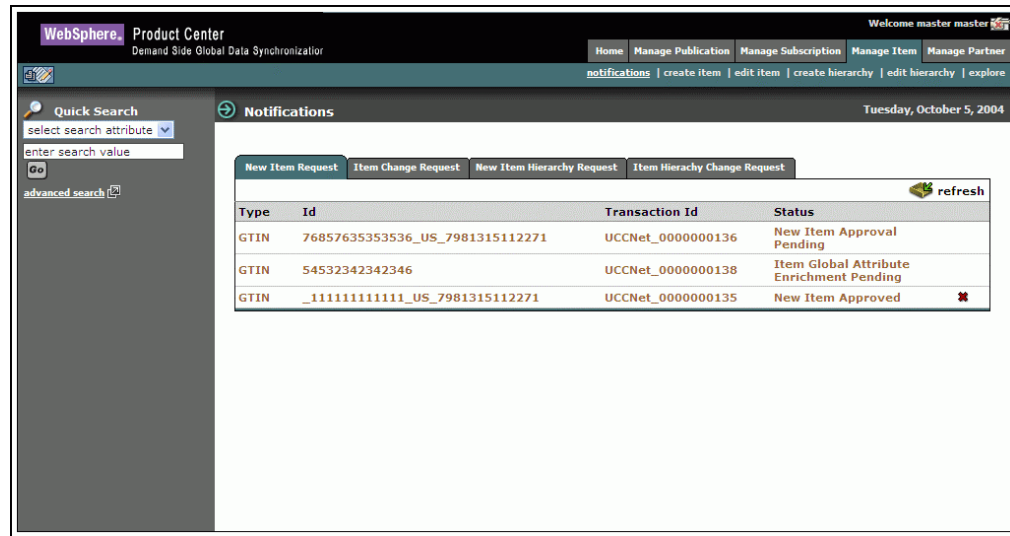 Welcome master master
WebSphere. Product Center
Demand Side Global Data Synchronization
Home Manage Publication Manage Subscription Manage Item Manage Partner
notifications | create item | edit item | create hierarchy | edit hierarchy | explore
Quick Search
Notifications
Tuesday, October 5, 2004
select search attribute
enter search value
Go
advanced search
New Item Request Item Change Request New Item Hierarchy Request Item Hierachy Change Request
refresh
Type Id Transaction Id Status
GTIN 76857635353536_US_7981315112271 UCCNet_0000000136 New Item Approval
Pending
GTIN 54532342342346 UCCNet_0000000138 Item Global Attribute
Enrichment Pending
GTIN _111111111111_US_7981315112271 UCCNet_0000000135 New Item Approved